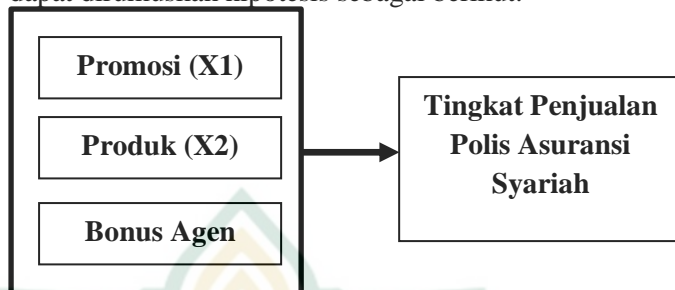 Promosi (X1)
Produk (X2)
Bonus Agen
Tingkat Penjualan
Polis Asuransi
Syariah